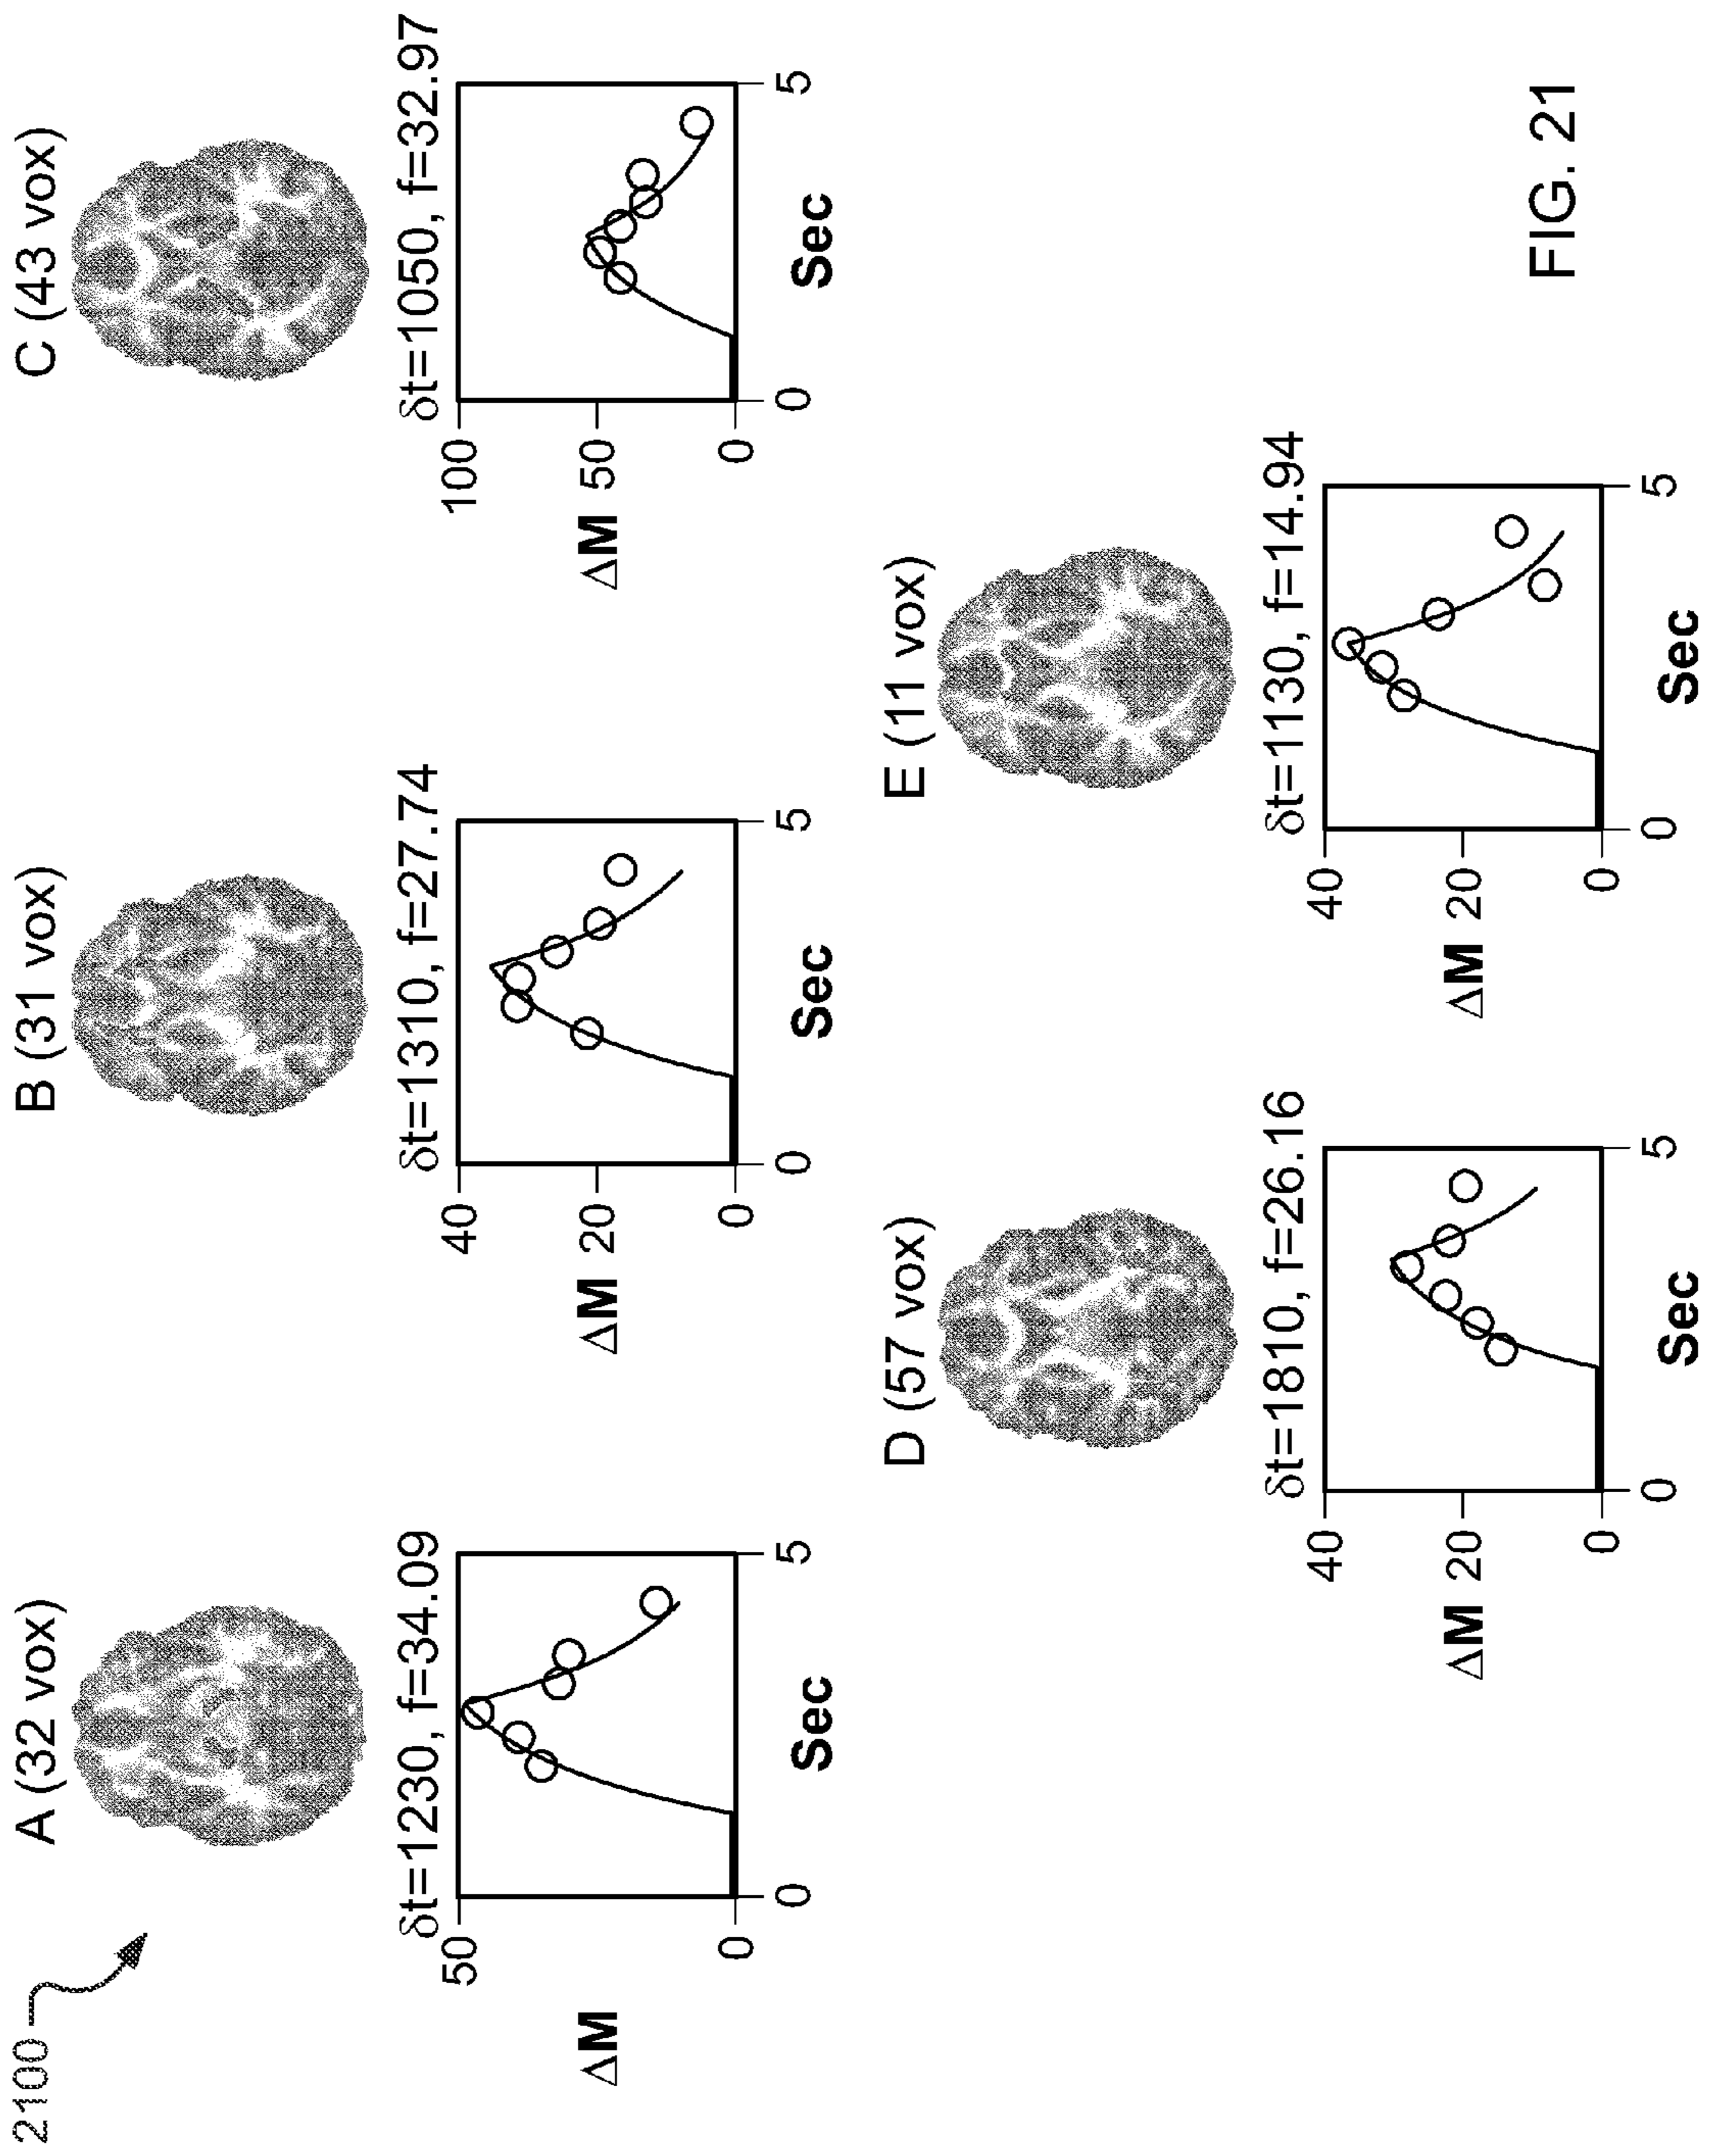 2100
A (32 vox)
δt=1230, f=34.09
50
0
ΔM
0
5
Sec
B (31 vox)
δt=1310, f=27.74
40
20
0
ΔM
0
5
Sec
C (43 vox)
δt=1050, f=32.97
100
50
0
ΔM
0
5
Sec
D (57 vox)
δt=1810, f=26.16
40
20
0
ΔM
0
5
Sec
E (11 vox)
δt=1130, f=14.94
40
20
0
ΔM
0
5
Sec
FIG. 21